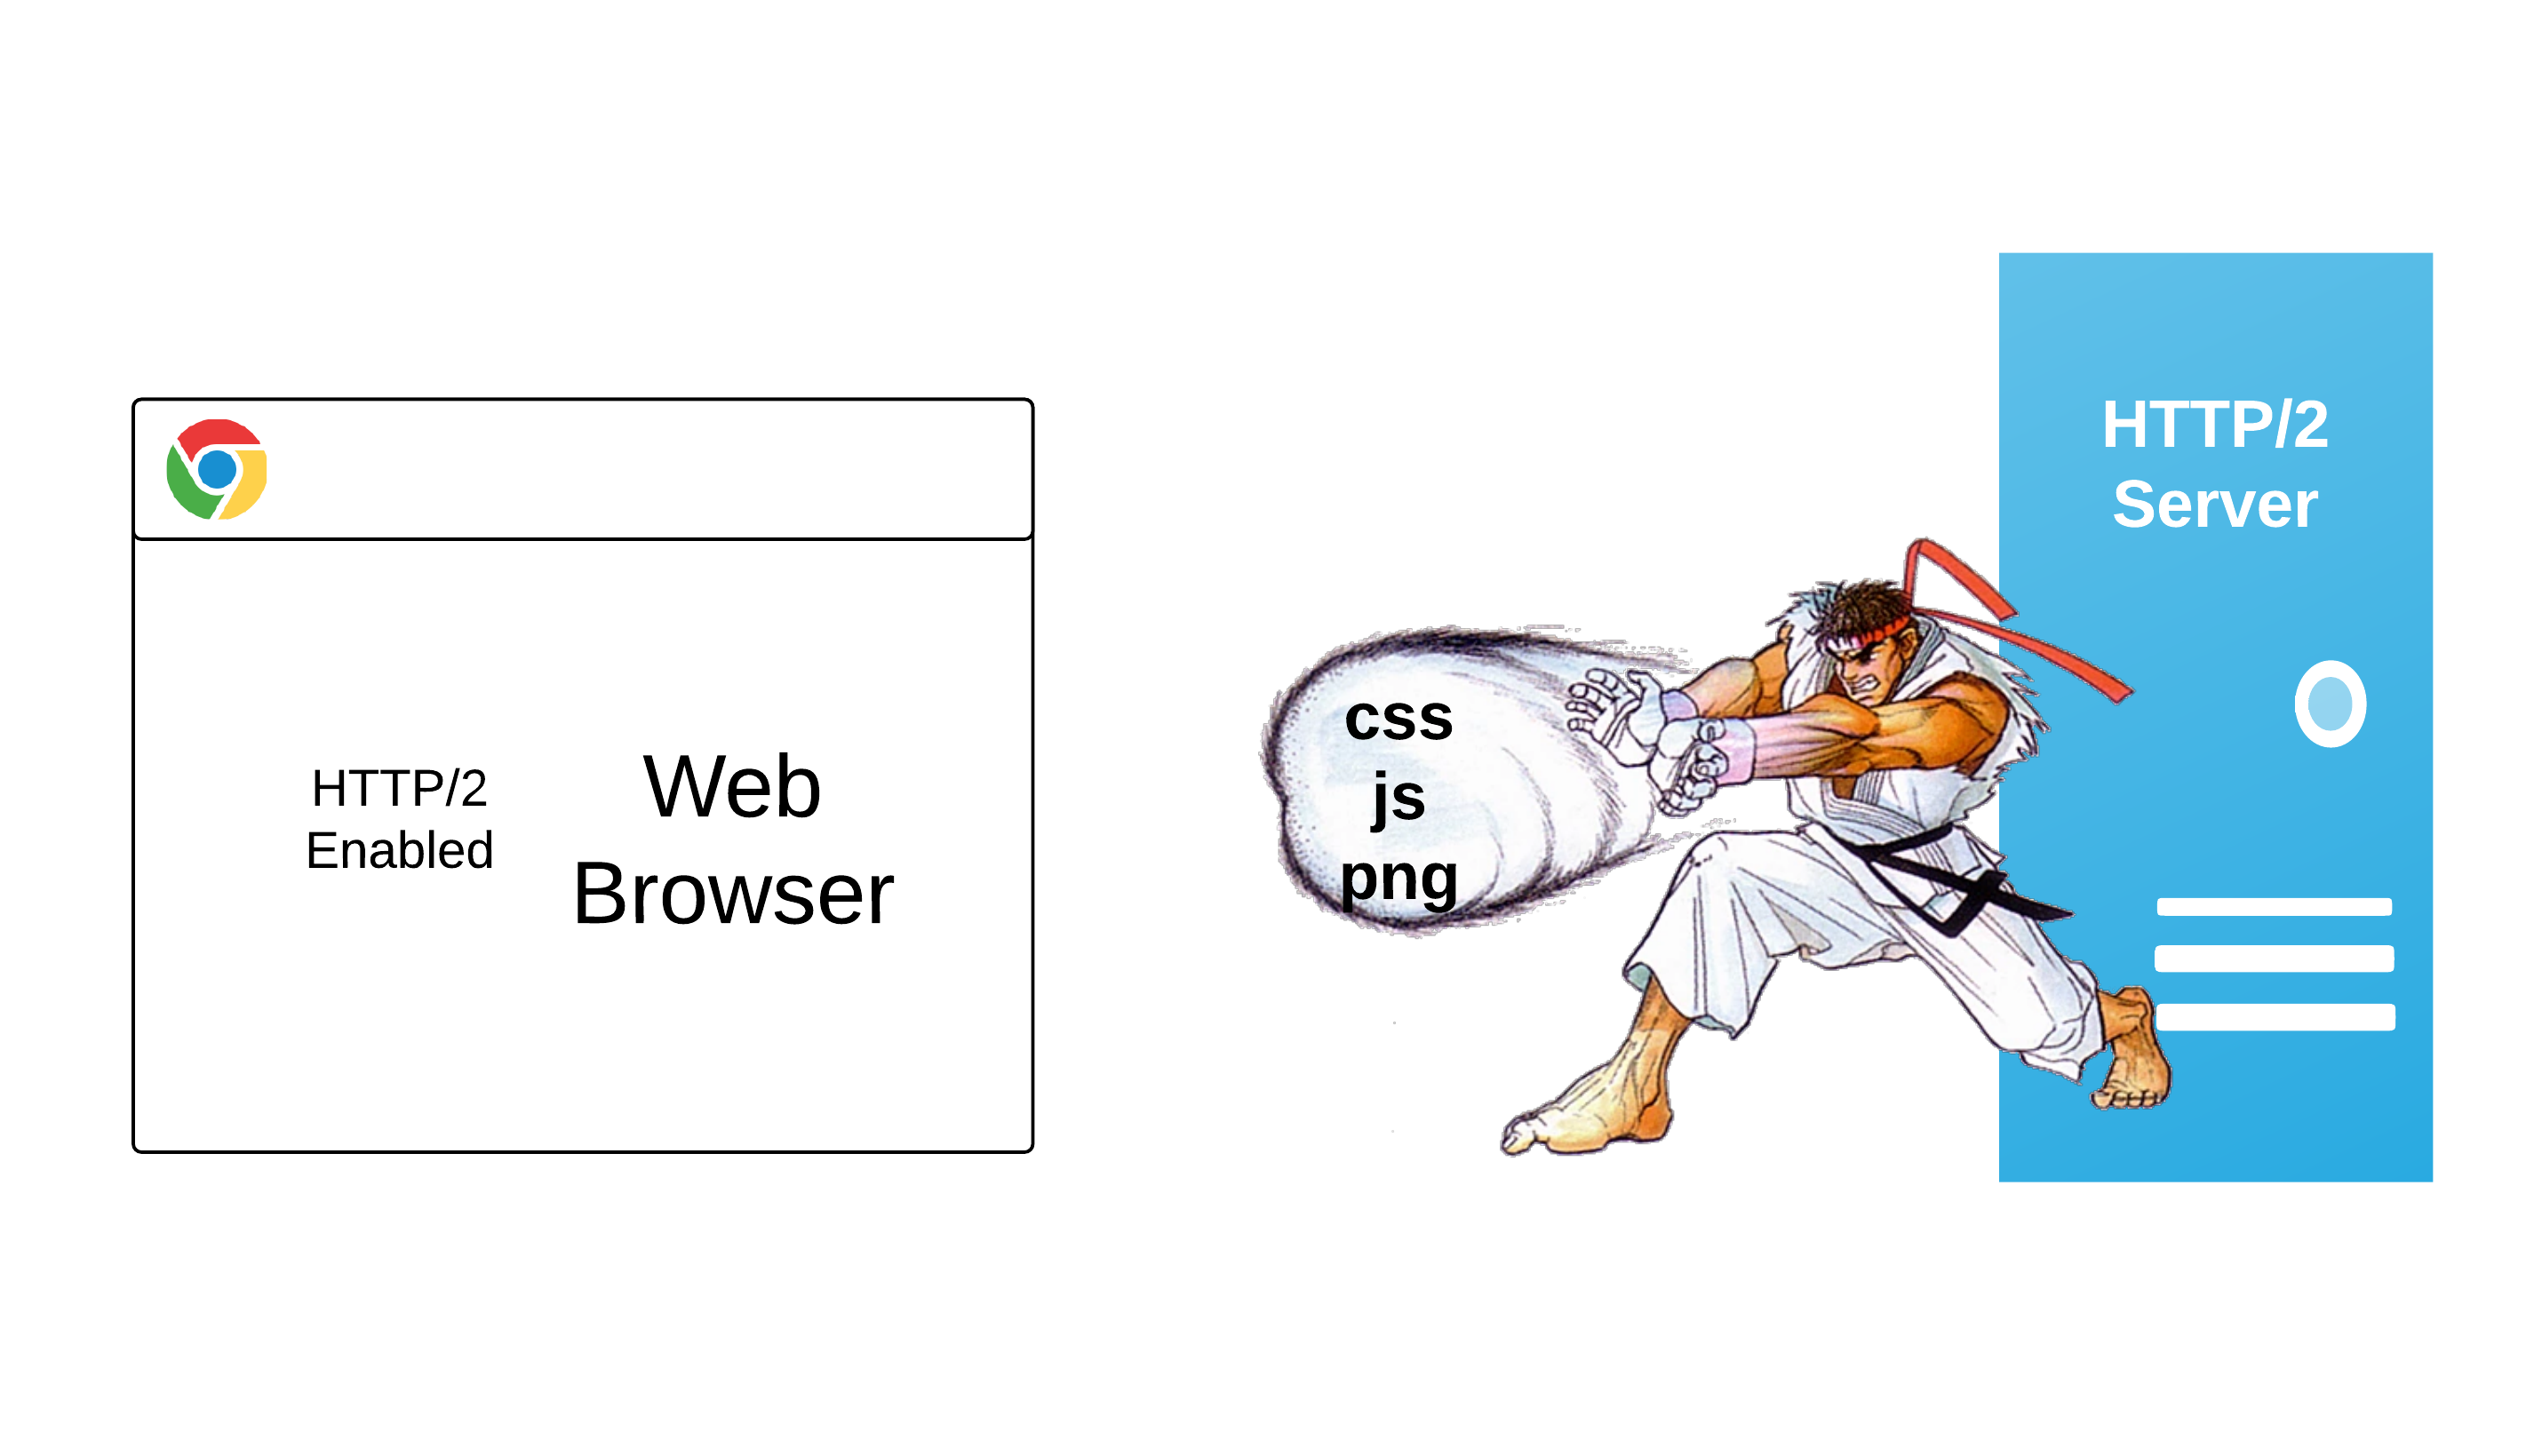 HTTP/2
Enabled
Web
Browser
css
js
png
HTTP/2
Server